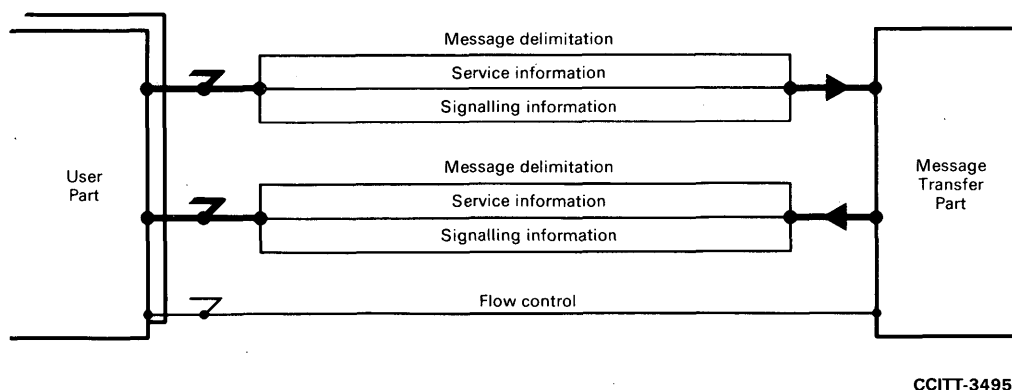 Message delimitation
Service information
Signalling information
User
Part
Message delimitation
Service information
Signalling information
Message
Transfer
Part
Flow control
CCITT-3495